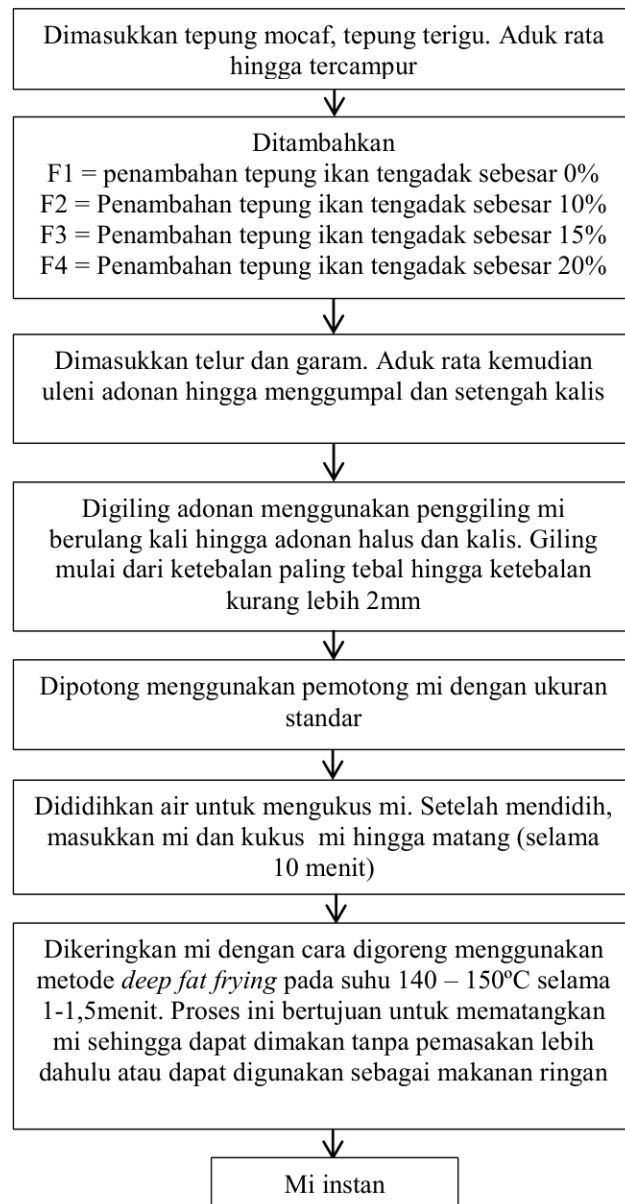 Dimasukkan tepung mocaf, tepung terigu. Aduk rata
hingga tercampur
Ditambahkan
F1 = penambahan tepung ikan tengadak sebesar 0%
F2 = Penambahan tepung ikan tengadak sebesar 10%
F3 = Penambahan tepung ikan tengadak sebesar 15%
F4 = Penambahan tepung ikan tengadak sebesar 20%
Dimasukkan telur dan garam. Aduk rata kemudian
uleni adonan hingga menggumpal dan setengah kalis
Digiling adonan menggunakan penggiling mi
berulang kali hingga adonan halus dan kalis. Giling
mulai dari ketebalan paling tebal hingga ketebalan
kurang lebih 2mm
Dipotong menggunakan pemotong mi dengan ukuran
standar
Dididihkan air untuk mengukus mi. Setelah mendidih,
masukkan mi dan kukus mi hingga matang (selama
10 menit)
Dikeringkan mi dengan cara digoreng menggunakan
metode deep fat frying pada suhu 140 – 150ºC selama
1-1,5menit. Proses ini bertujuan untuk mematangkan
mi sehingga dapat dimakan tanpa pemasakan lebih
dahulu atau dapat digunakan sebagai makanan ringan
Mi instan